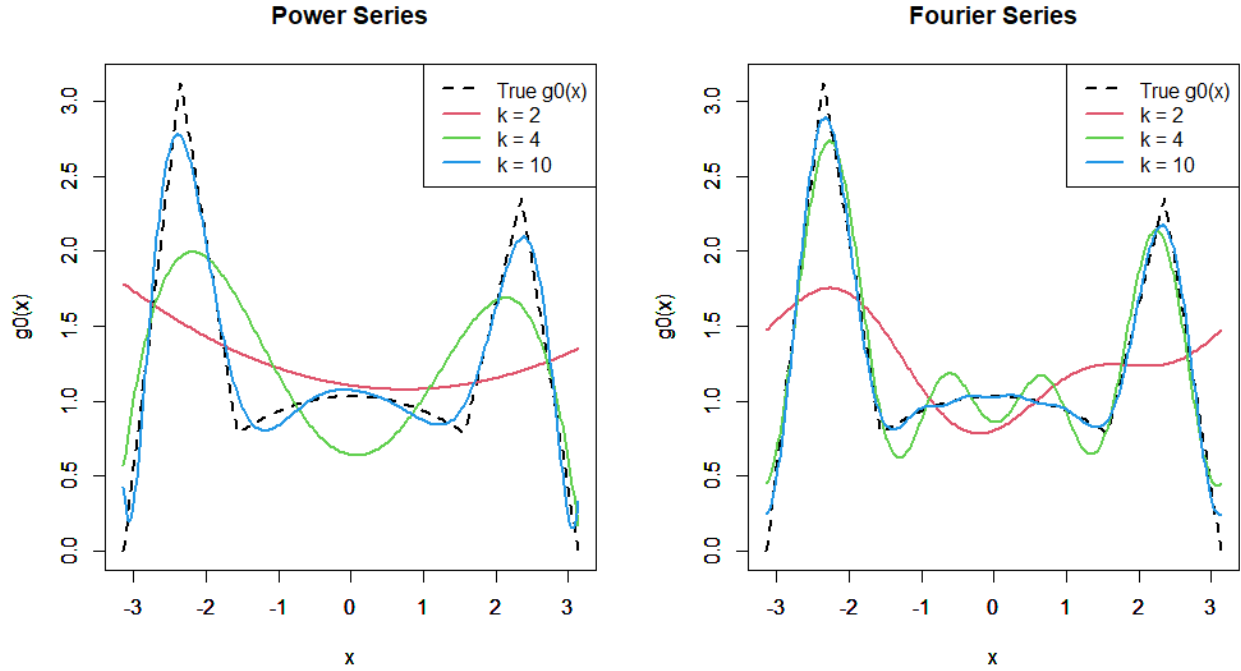 Power Series
True g0(x)
k = 2
k = 4
k = 10
g0(x)
0.0 0.5 1.0 1.5 2.0 2.5 3.0
-3 -2 -1 0 1 2 3
x
Fourier Series
True g0(x)
k = 2
k = 4
k = 10
g0(x)
0.0 0.5 1.0 1.5 2.0 2.5 3.0
-3 -2 -1 0 1 2 3
x